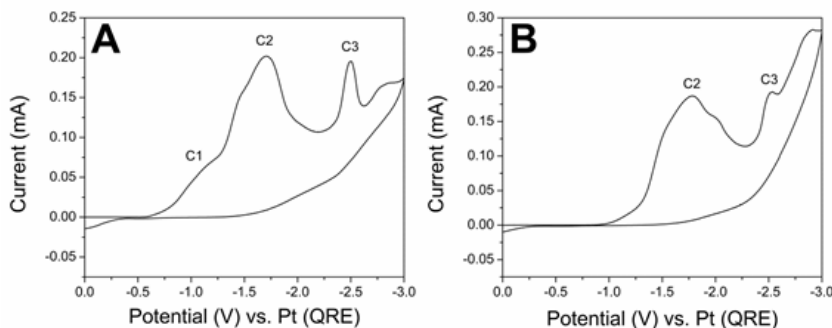 A
C1
C2
C3
Current (mA)
0.25
0.20
0.15
0.10
0.05
0.00
-0.05
0.0 -0.5 -1.0 -1.5 -2.0 -2.5 -3.0
Potential (V) vs. Pt (QRE)
B
C2
C3
Current (mA)
0.30
0.25
0.20
0.15
0.10
0.05
0.00
-0.05
0.0 -0.5 -1.0 -1.5 -2.0 -2.5 -3.0
Potential (V) vs. Pt (QRE)